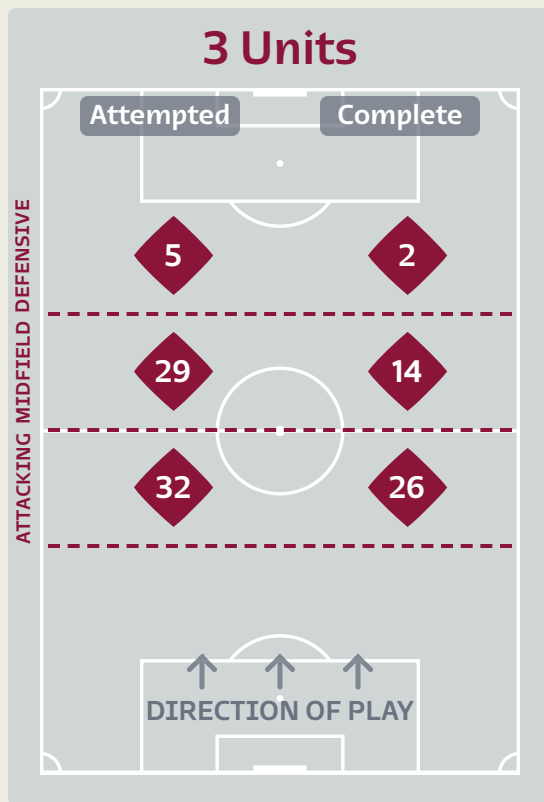 3 Units
Attempted Complete
ATTACKING MIDFIELD DEFENSIVE
5 2
29 14
32 26
DIRECTION OF PLAY